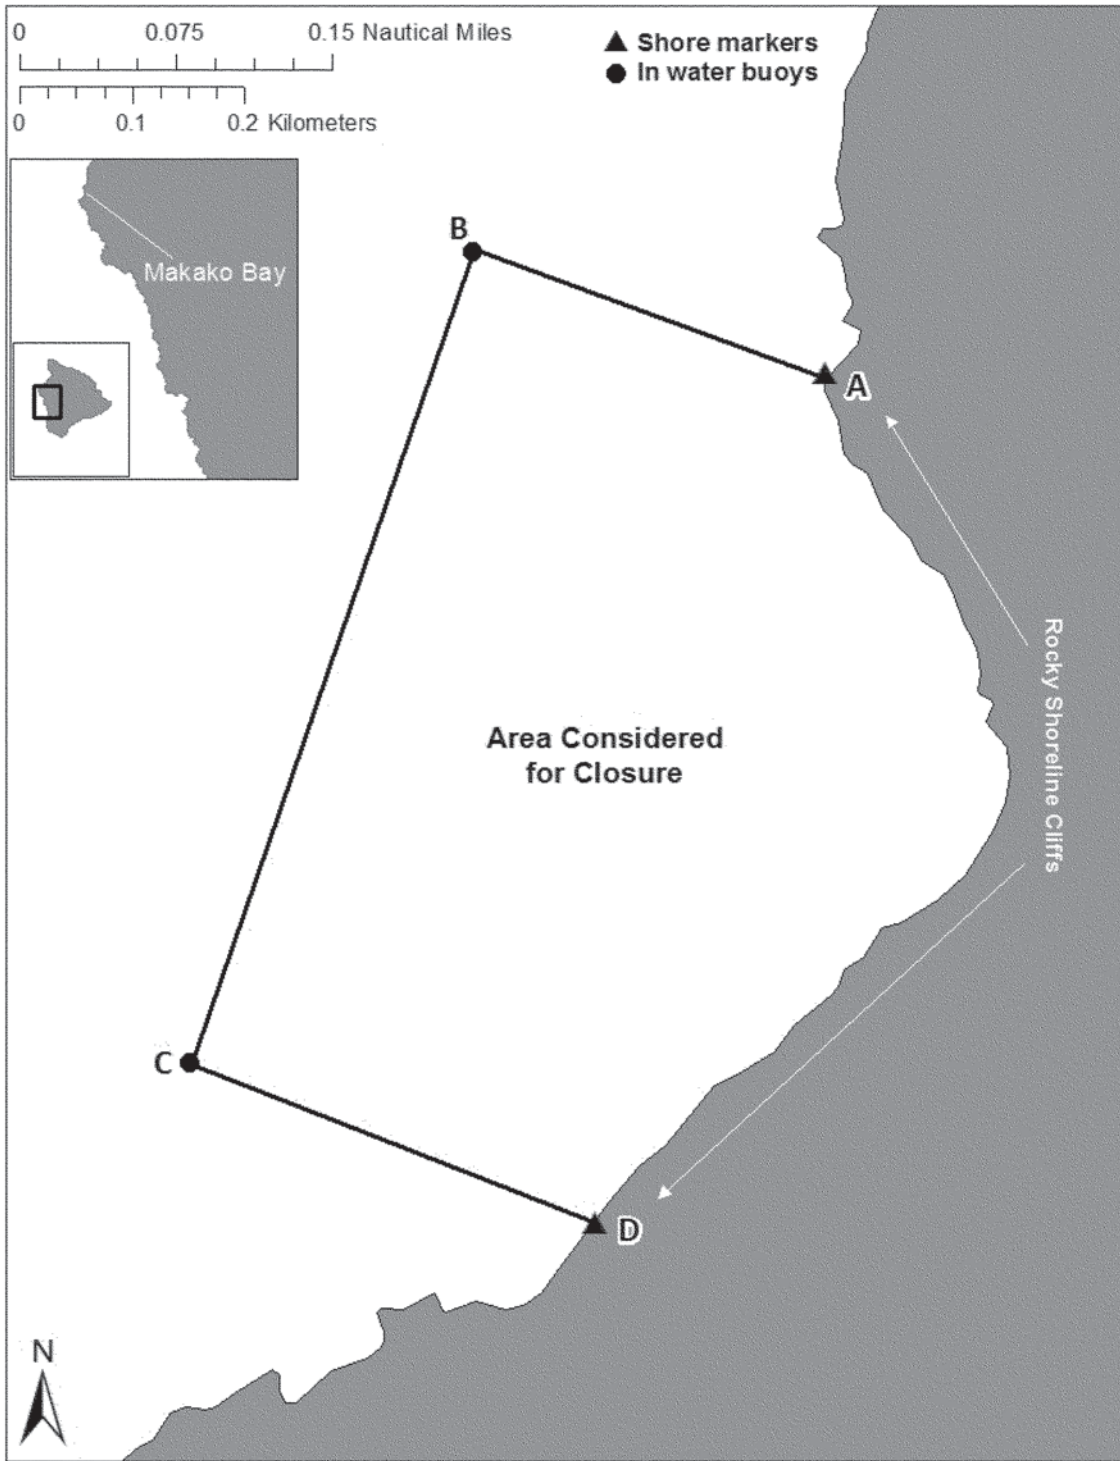 0 0.075 0.15 Nautical Miles
0 0.1 0.2 Kilometers
▲ Shore markers
● In water buoys
Makako Bay
B
A
Rocky Shoreline Cliffs
Area Considered
for Closure
C
D
N